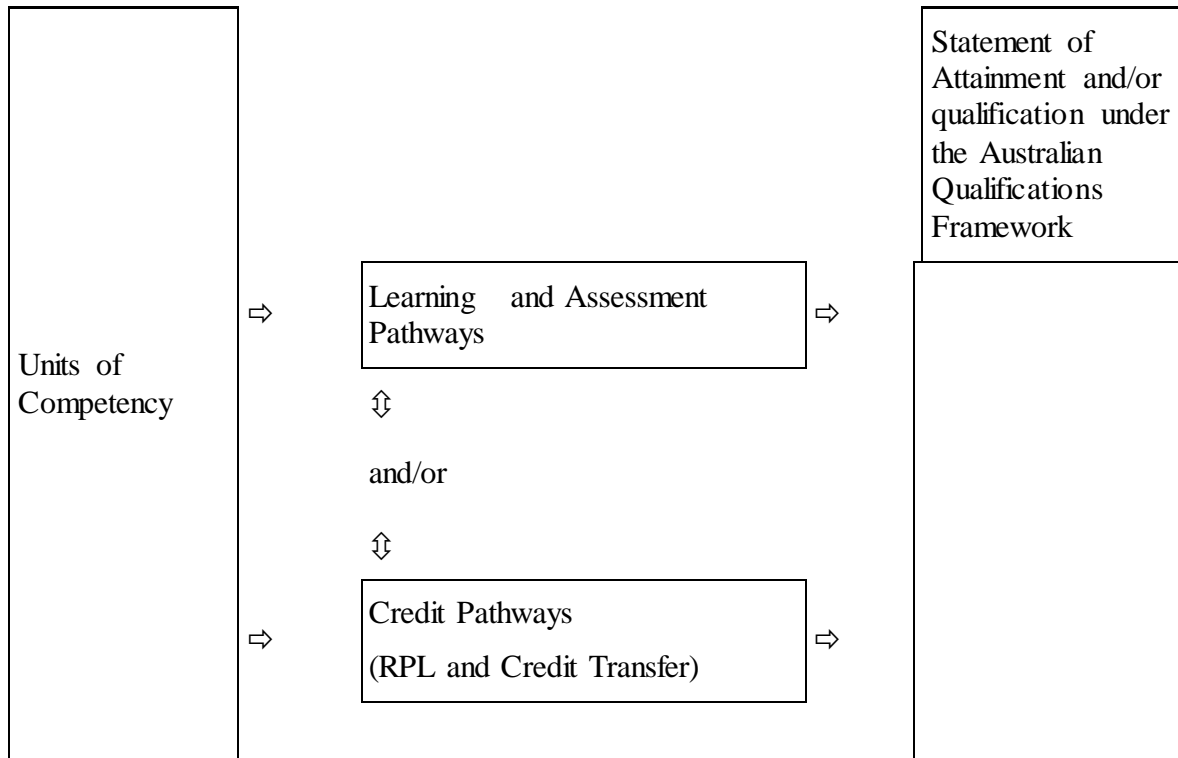 Statement of
Attainment and/or
qualification under
the Australian
Qualifications
Framework
⇨
Learning and Assessment
Pathways
⇨
Units of
Competency
⇕
and/or
⇕
⇨
Credit Pathways
(RPL and Credit Transfer)
⇨